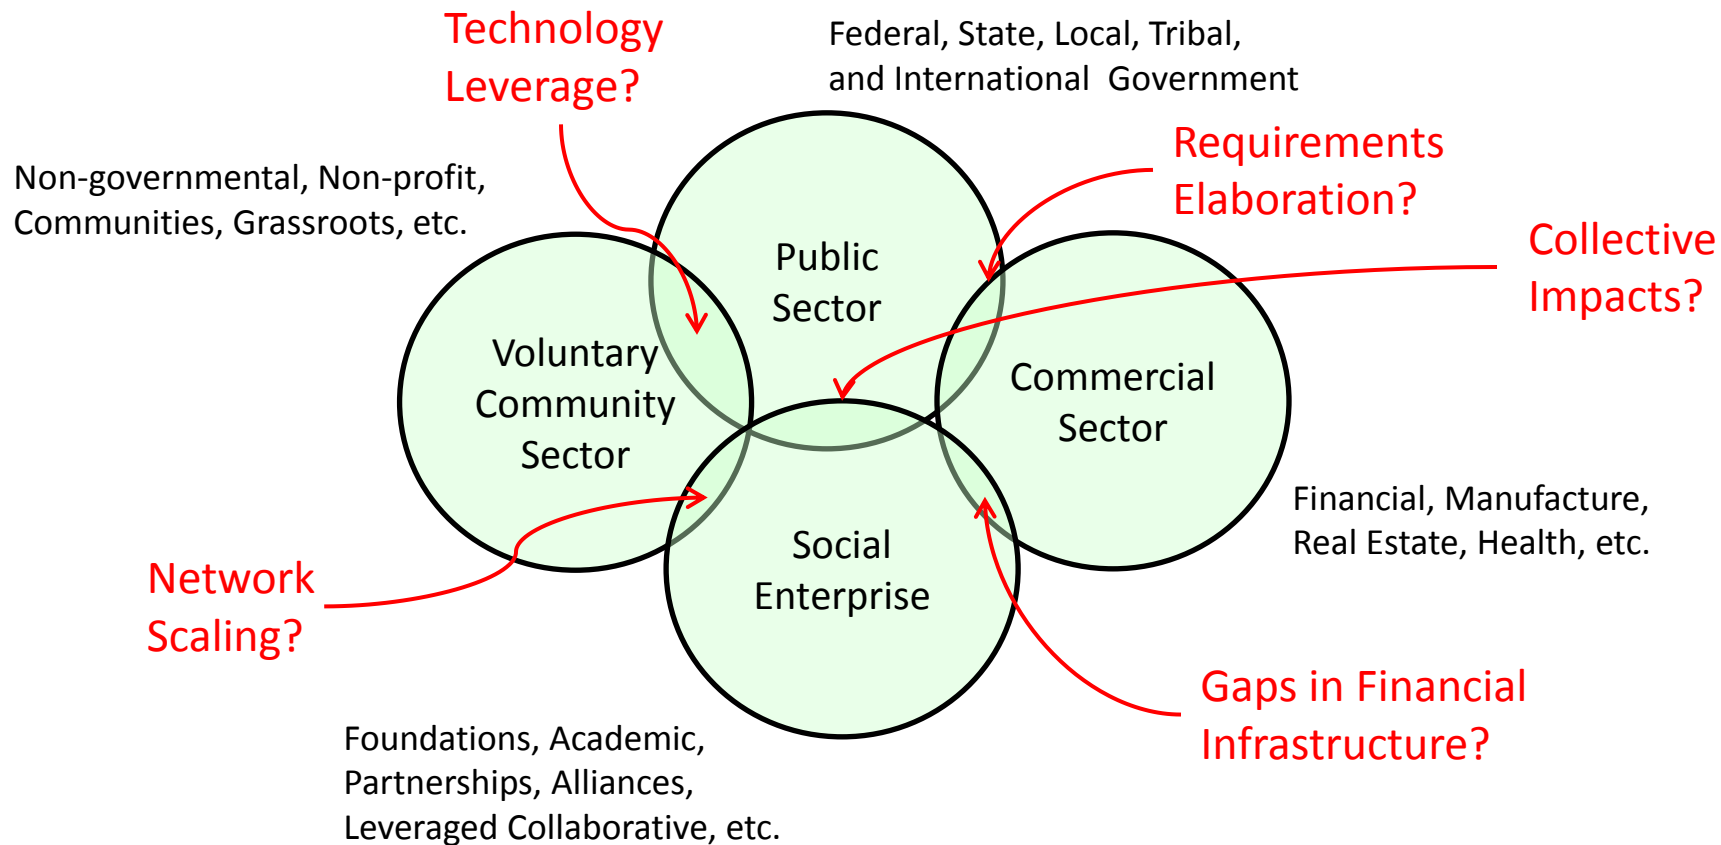 Technology
Leverage?
Federal, State, Local, Tribal,
and International Government
Requirements
Elaboration?
Non-governmental, Non-profit,
Communities, Grassroots, etc.
Collective
Impacts?
Public
Sector
Voluntary
Community
Sector
Commercial
Sector
Financial, Manufacture,
Real Estate, Health, etc.
Social
Enterprise
Network
Scaling?
Gaps in Financial
Infrastructure?
Foundations, Academic,
Partnerships, Alliances,
Leveraged Collaborative, etc.